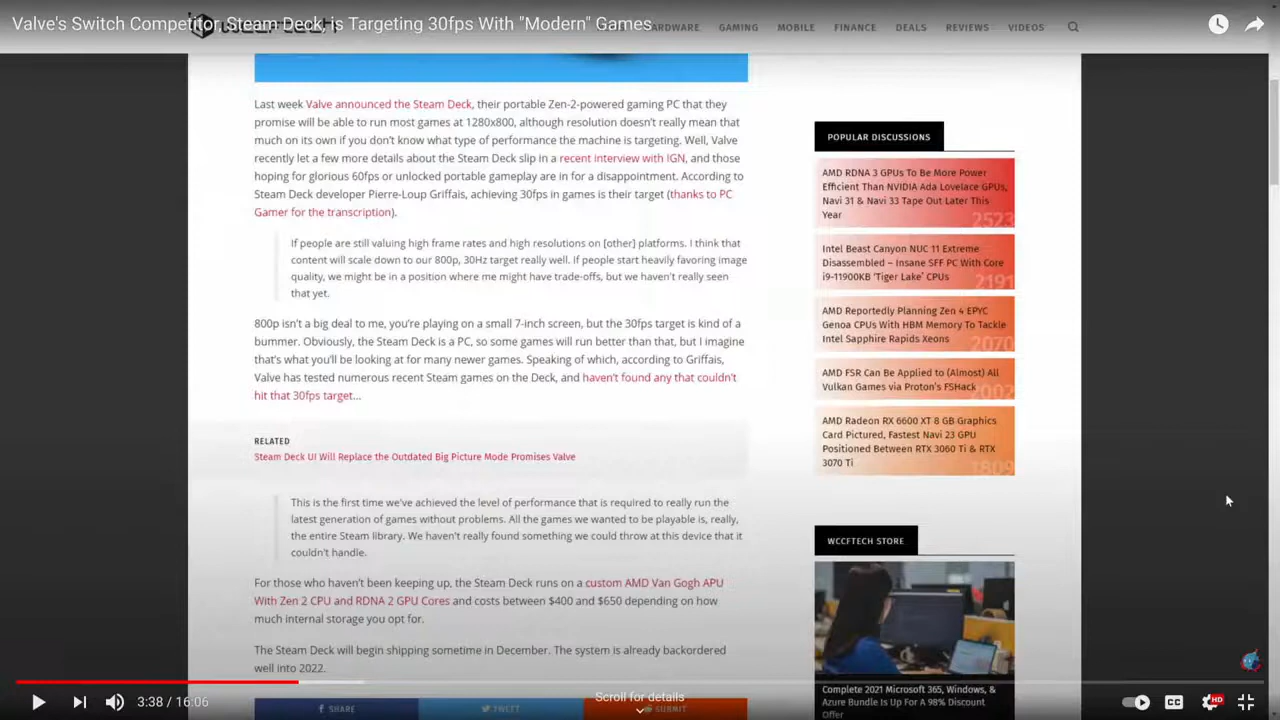 Valve's Switch Competitor, Steam Deck, is Targeting 30fps With "Modern" Games
HARDWARE GAMING MOBILE FINANCE DEALS REVIEWS VIDEOS
Last week Valve announced the Steam Deck, their portable Zen-2-powered gaming PC that they
promise will be able to run most games at 1280x800, although resolution doesn't really mean that
much on its own if you don't know what type of performance the machine is targeting. Well, Valve
recently let a few more details about the Steam Deck slip in a recent interview with IGN, and those
hoping for glorious 60fps or unlocked portable gameplay are in for a disappointment. According to
Steam Deck developer Pierre-Loup Griffais, achieving 30fps in games is their target (thanks to PC
Gamer for the transcription).
If people are still valuing high frame rates and high resolutions on [other] platforms. I think that
content will scale down to our 800p, 30Hz target really well. If people start heavily favoring image
quality, we might be in a position where me might have trade-offs, but we haven't really seen
that yet.
800p isn't a big deal to me, you're playing on a small 7-inch screen, but the 30fps target is kind of a
bummer. Obviously, the Steam Deck is a PC, so some games will run better than that, but I imagine
that's what you'll be looking at for many newer games. Speaking of which, according to Griffais,
Valve has tested numerous recent Steam games on the Deck, and haven't found any that couldn't
hit that 30fps target...
RELATED
Steam Deck UI Will Replace the Outdated Big Picture Mode Promises Valve
This is the first time we've achieved the level of performance that is required to really run the
latest generation of games without problems. All the games we wanted to be playable is, really,
the entire Steam library. We haven't really found something we could throw at this device that it
couldn't handle.
For those who haven't been keeping up, the Steam Deck runs on a custom AMD Van Gogh APU
With Zen 2 CPU and RDNA 2 GPU Cores and costs between $400 and $650 depending on how
much internal storage you opt for.
The Steam Deck will begin shipping sometime in December. The system is already backordered
well into 2022.
SHARE TWEET SUBMIT
POPULAR DISCUSSIONS
AMD RDNA 3 GPUs To Be More Power
Efficient Than NVIDIA Ada Lovelace GPUs,
Navi 31 & Navi 33 Tape Out Later This
Year
2523
Intel Beast Canyon NUC 11 Extreme
Disassembled – Insane SFF PC With Core
i9-11900KB 'Tiger Lake' CPUs
2191
AMD Reportedly Planning Zen 4 EPYC
Genoa CPUs With HBM Memory To Tackle
Intel Sapphire Rapids Xeons
2070
AMD FSR Can Be Applied to (Almost) All
Vulkan Games via Proton's FSHack
2002
AMD Radeon RX 6600 XT 8 GB Graphics
Card Pictured, Fastest Navi 23 GPU
Positioned Between RTX 3060 Ti & RTX
3070 Ti
1809
WCCFTECH STORE
Complete 2021 Microsoft 365, Windows, &
Azure Bundle Is Up For A 98% Discount
Offer
Scroll for details
3:38 / 16:06
CC
HD